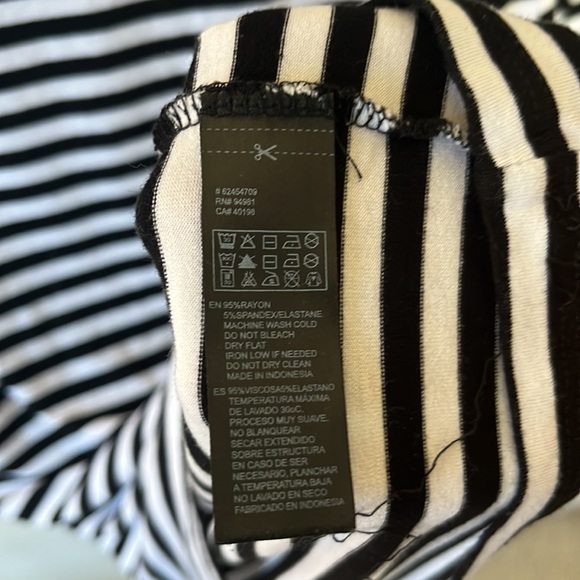 # 62454709
RN# 94981
CA# 40198
EN 95%RAYON
5%SPANDEX/ELASTANE
MACHINE WASH COLD
DO NOT BLEACH
DRY FLAT
IRON LOW IF NEEDED
DO NOT DRY CLEAN
MADE IN INDONESIA
ES 95%VISCOSA5%ELASTANO
TEMPERATURA MÁXIMA
DE LAVADO 30oC.
PROCESO MUY SUAVE.
NO BLANQUEAR
SECAR EXTENDIDO
SOBRE ESTRUCTURA
EN CASO DE SER
NECESARIO, PLANCHAR
A TEMPERATURA BAJA
NO LAVADO EN SECO
FABRICADO EN INDONESIA